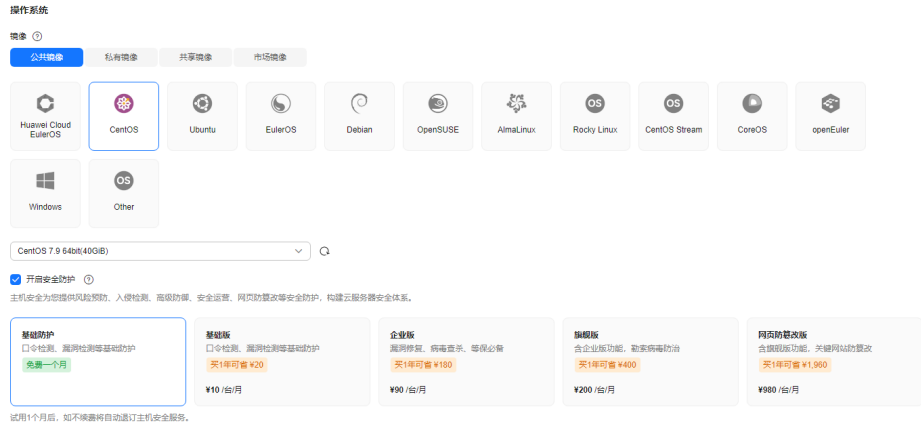 操作系统
镜像
公共镜像 私有镜像 共享镜像 市场镜像
Huawei Cloud EulerOS
CentOS
Ubuntu
EulerOS
Debian
OpenSUSE
AlmaLinux
Rocky Linux
CentOS Stream
CoreOS
openEuler
Windows
Other
CentOS 7.9 64bit(40GiB)
开启安全防护
主机安全为您提供风险预防、入侵检测、高级防御、安全运营、网页防篡改等安全防护，构建云服务器安全体系。
基础防护
口令检测、漏洞检测等基础防护
免费一个月
基础版
口令检测、漏洞检测等基础防护
买1年可省 ¥20
¥10 /台/月
企业版
漏洞修复、病毒查杀、等保必备
买1年可省 ¥180
¥90 /台/月
旗舰版
含企业版功能，勒索病毒防治
买1年可省 ¥400
¥200 /台/月
网页防篡改版
含旗舰版功能，关键网站防篡改
买1年可省 ¥1,960
¥980 /台/月
试用1个月后，如不续费将自动退订主机安全服务。